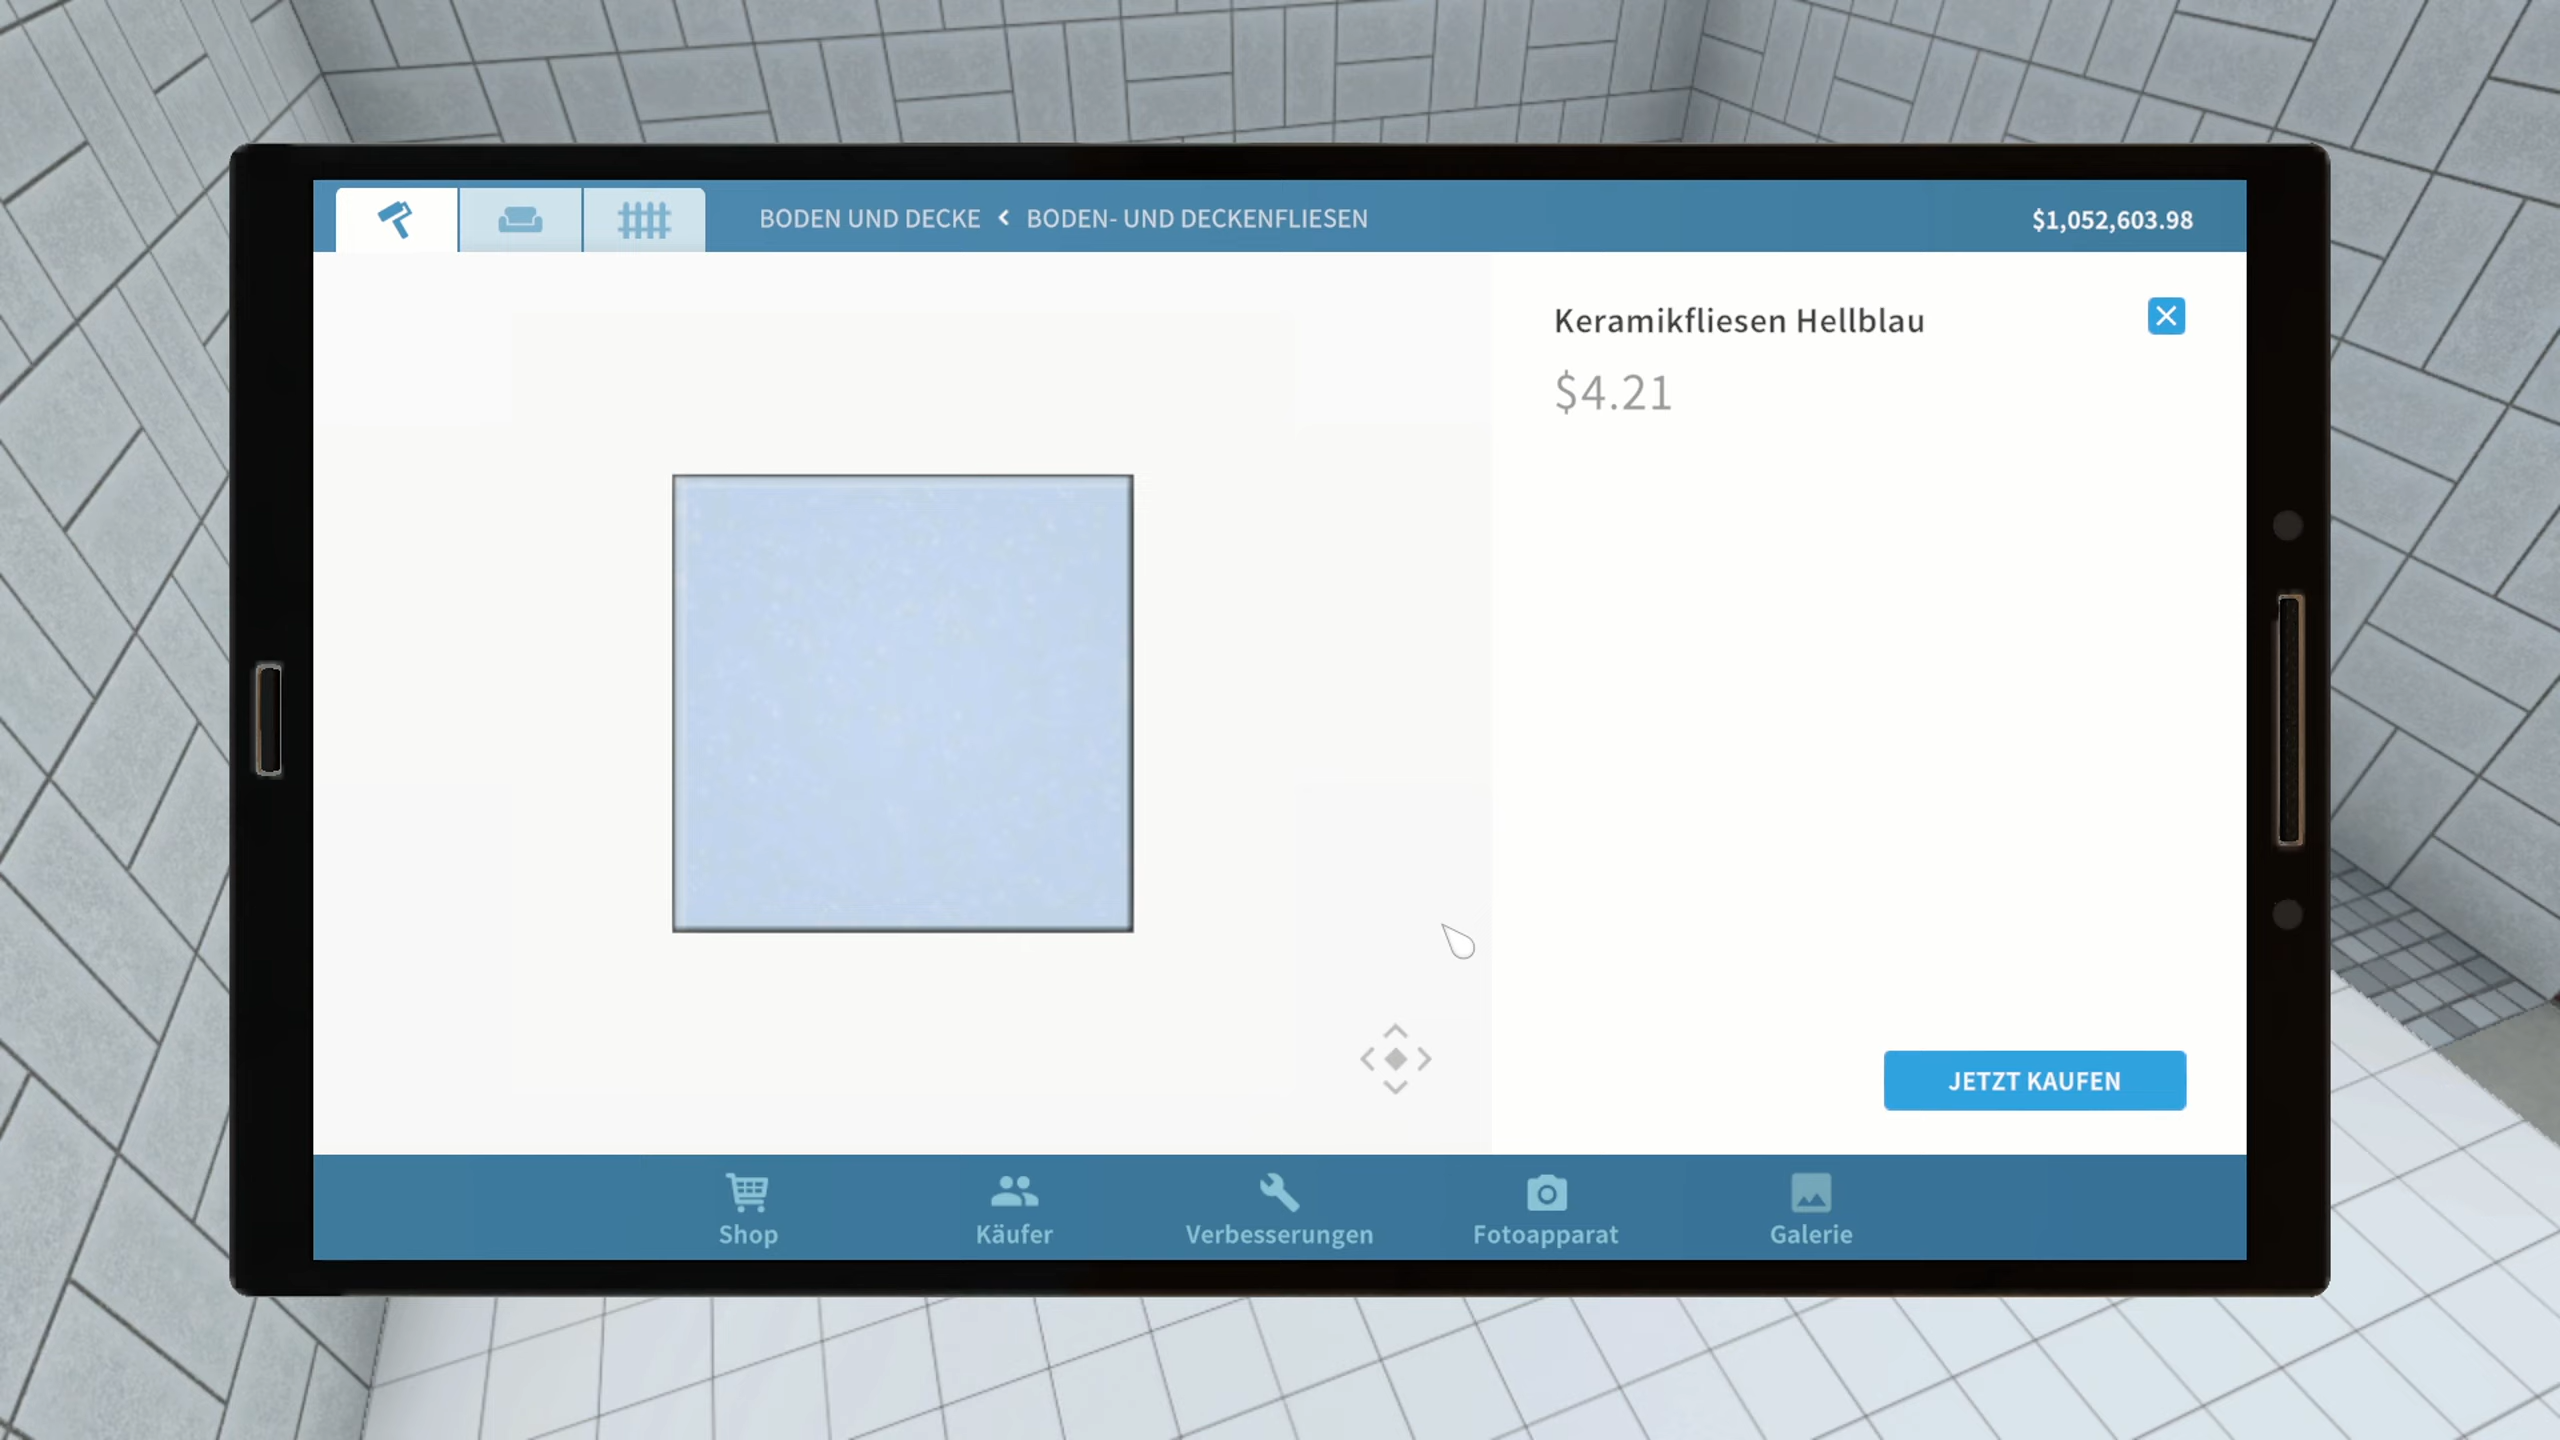 BODEN UND DECKE < BODEN- UND DECKENFLIESEN
$1,052,603.98
Keramikfliesen Hellblau
$4.21
JETZT KAUFEN
Shop
Käufer
Verbesserungen
Fotoapparat
Galerie